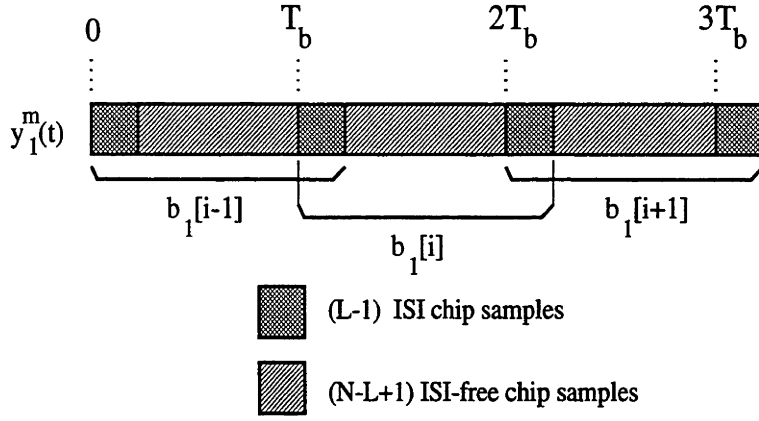 0 T_b 2T_b 3T_b
y_1^m(t)
b_1[i-1] b_1[i+1]
b_1[i]
(L-1) ISI chip samples
(N-L+1) ISI-free chip samples